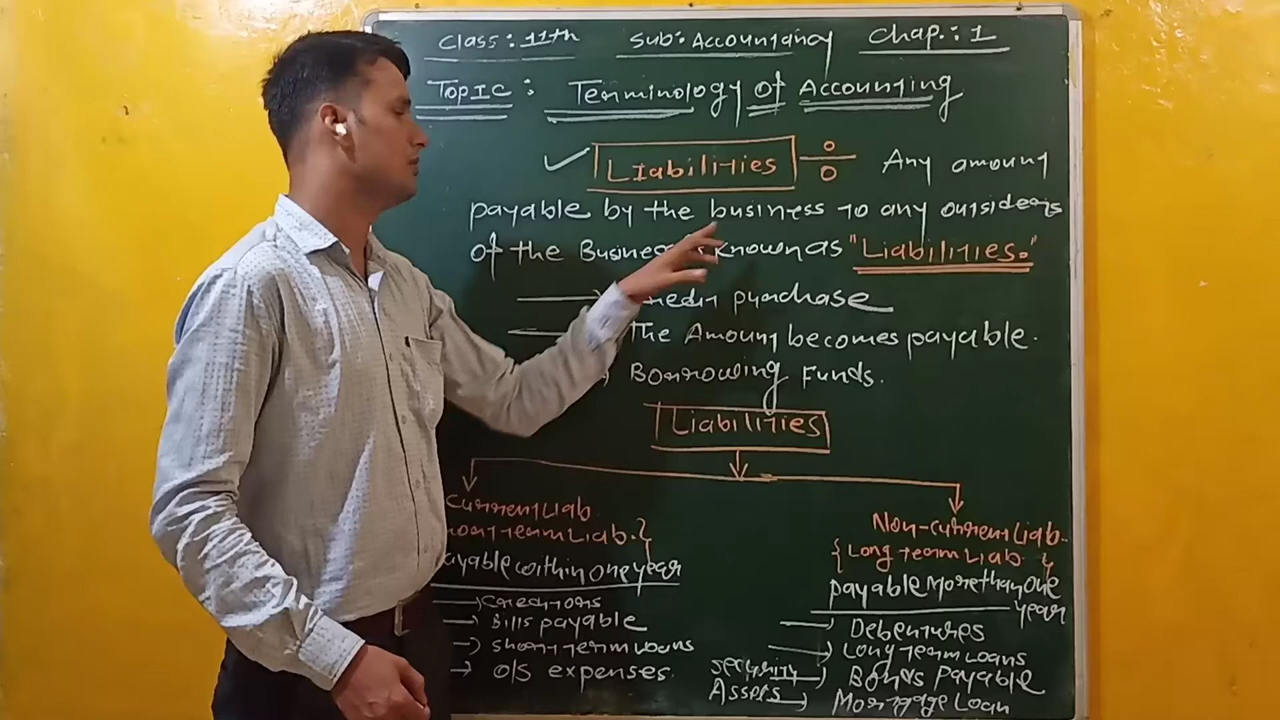 Class: 11th Sub: Accountancy Chap.: 1
Topic: Terminology of Accounting
Liabilities ÷ Any amount
payable by the business to any outsiders
of the Business known as "Liabilities."
purchase
The Amount becomes payable.
Borrowing Funds.
Liabilities
Current Liab.
Term Liab. }
within one year
Creditors
Bills payable
Short term Loans
O/S expenses.
Non-current Liab.
{ Long Term Liab. }
payable More than One
year
Debentures
Long Term Loans
Security Bonds Payable
Assets Mortgage Loan